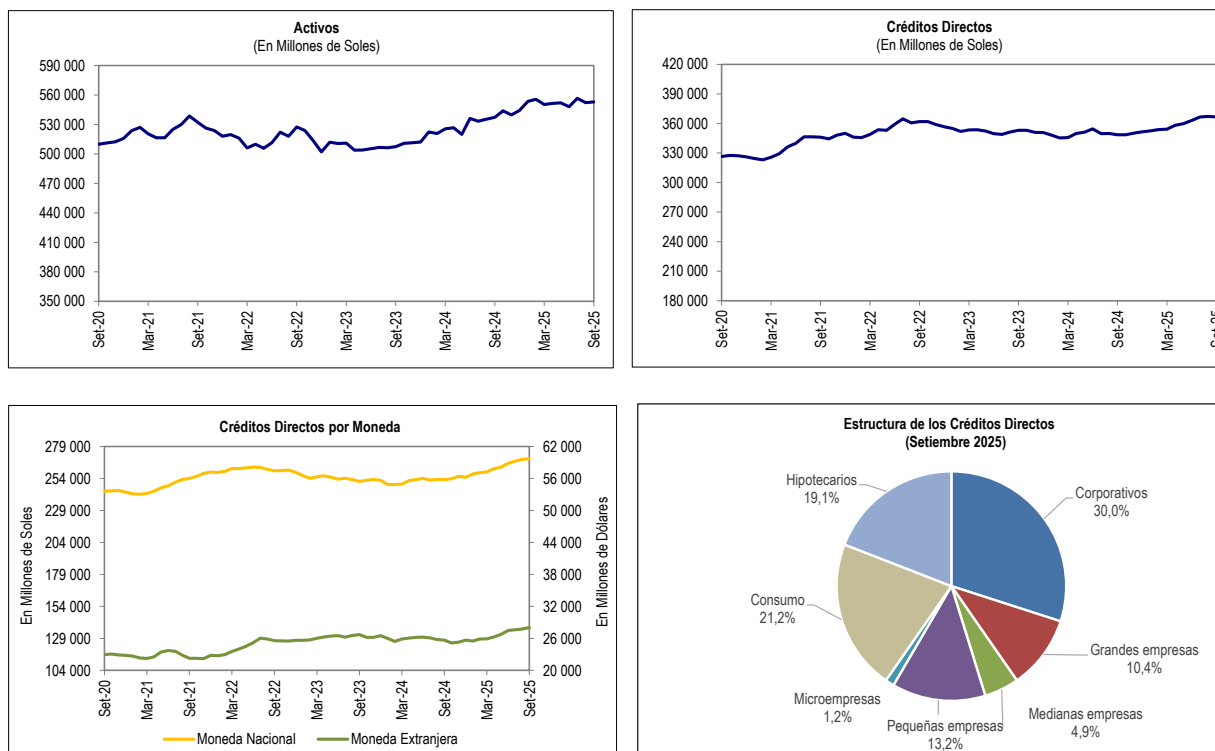 Activos
(En Millones de Soles)
590 000
560 000
530 000
500 000
470 000
440 000
410 000
380 000
350 000
Set-20
Mar-21
Set-21
Mar-22
Set-22
Mar-23
Set-23
Mar-24
Set-24
Mar-25
Set-25
Créditos Directos
(En Millones de Soles)
420 000
390 000
360 000
330 000
300 000
270 000
240 000
210 000
180 000
Set-20
Mar-21
Set-21
Mar-22
Set-22
Mar-23
Set-23
Mar-24
Set-24
Mar-25
Set-25
Créditos Directos por Moneda
En Millones de Soles
279 000
254 000
229 000
204 000
179 000
154 000
129 000
104 000
62 000
56 000
50 000
44 000
38 000
32 000
26 000
20 000
En Millones de Dólares
Set-20
Mar-21
Set-21
Mar-22
Set-22
Mar-23
Set-23
Mar-24
Set-24
Mar-25
Set-25
Moneda Nacional
Moneda Extranjera
Estructura de los Créditos Directos
(Setiembre 2025)
Corporativos
30,0%
Grandes empresas
10,4%
Medianas empresas
4,9%
Pequeñas empresas
13,2%
Microempresas
1,2%
Consumo
21,2%
Hipotecarios
19,1%